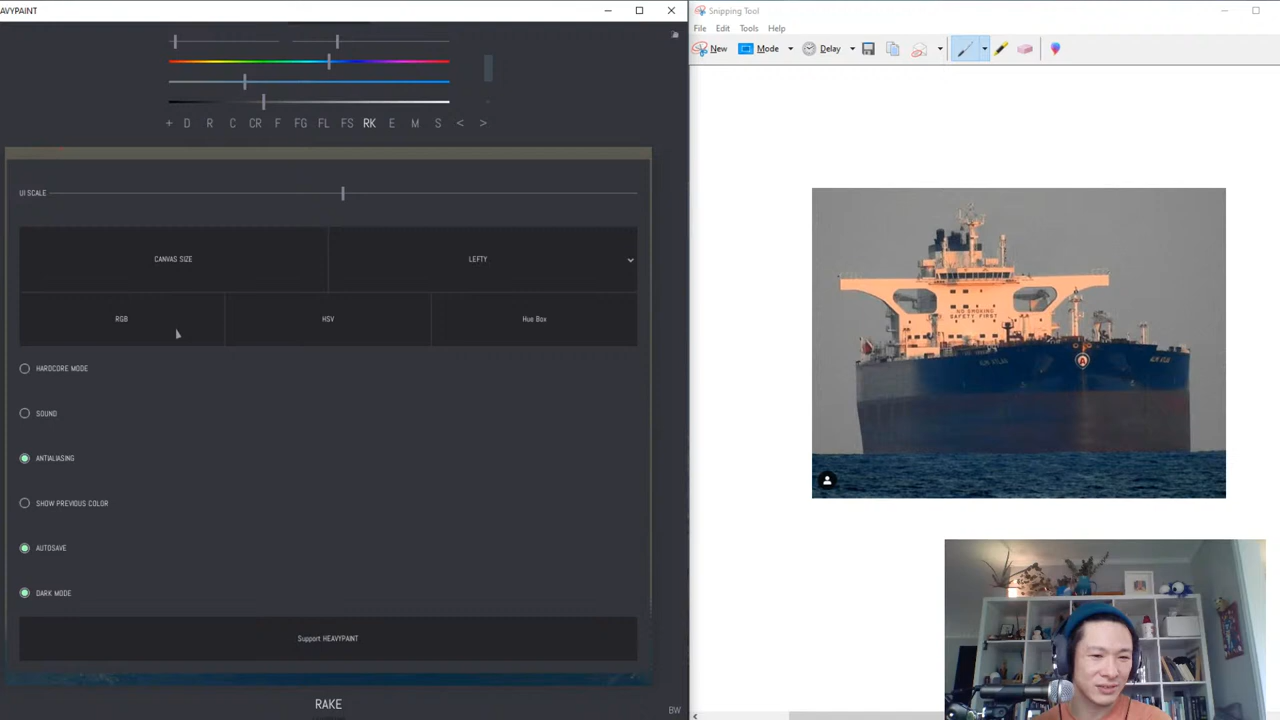 AVYPAINT
Snipping Tool
File Edit Tools Help
New Mode Delay
+ D R C CR F FG FL FS RK E M S < >
UI SCALE
CANVAS SIZE LEFTY
RGB HSV Hue Box
HARDCORE MODE
SOUND
ANTIALIASING
SHOW PREVIOUS COLOR
AUTOSAVE
DARK MODE
Support HEAVYPAINT
RAKE
BW
NO SMOKING
SAFETY FIRST
A